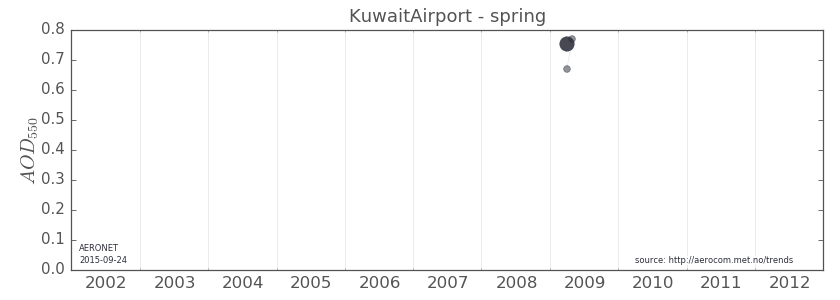 KuwaitAirport - spring
0.8
0.7
0.6
0.5
0.4
0.3
0.2
0.1
0.0
AOD550
AERONET
2015-09-24
source: http://aerocom.met.no/trends
2002 2003 2004 2005 2006 2007 2008 2009 2010 2011 2012